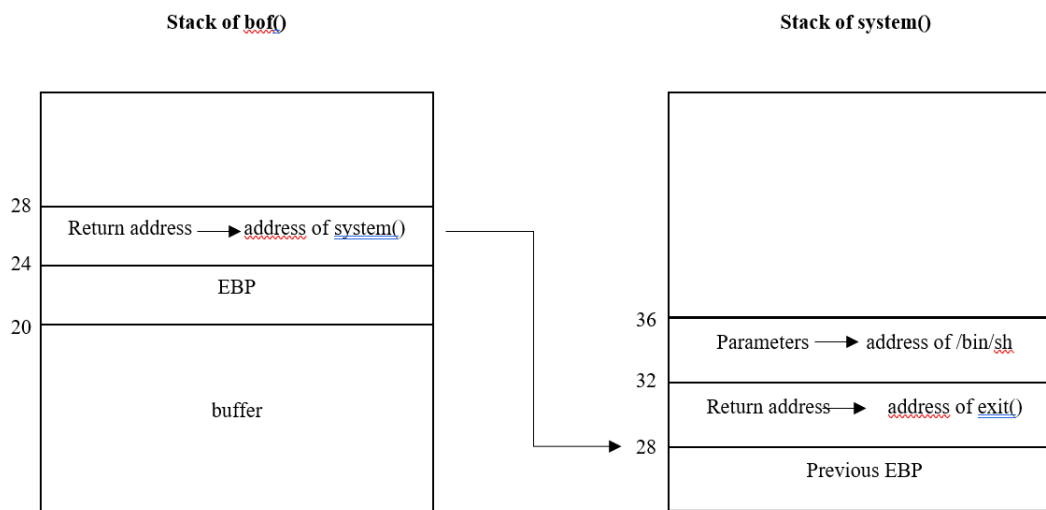 Stack of bof()
Stack of system()
28
Return address address of system()
24
EBP
20
buffer
36
Parameters address of /bin/sh
32
Return address address of exit()
28
Previous EBP